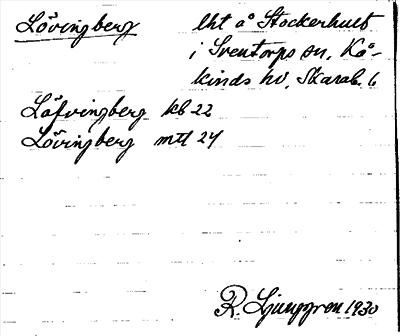 Lövingberg
lht å Stockerhult
i Sventorps sn, Kå-
kinds hd, Skarab. l.
Löfvingberg kb 22
Lövingberg mtl 24
R. Ljunggren 1930